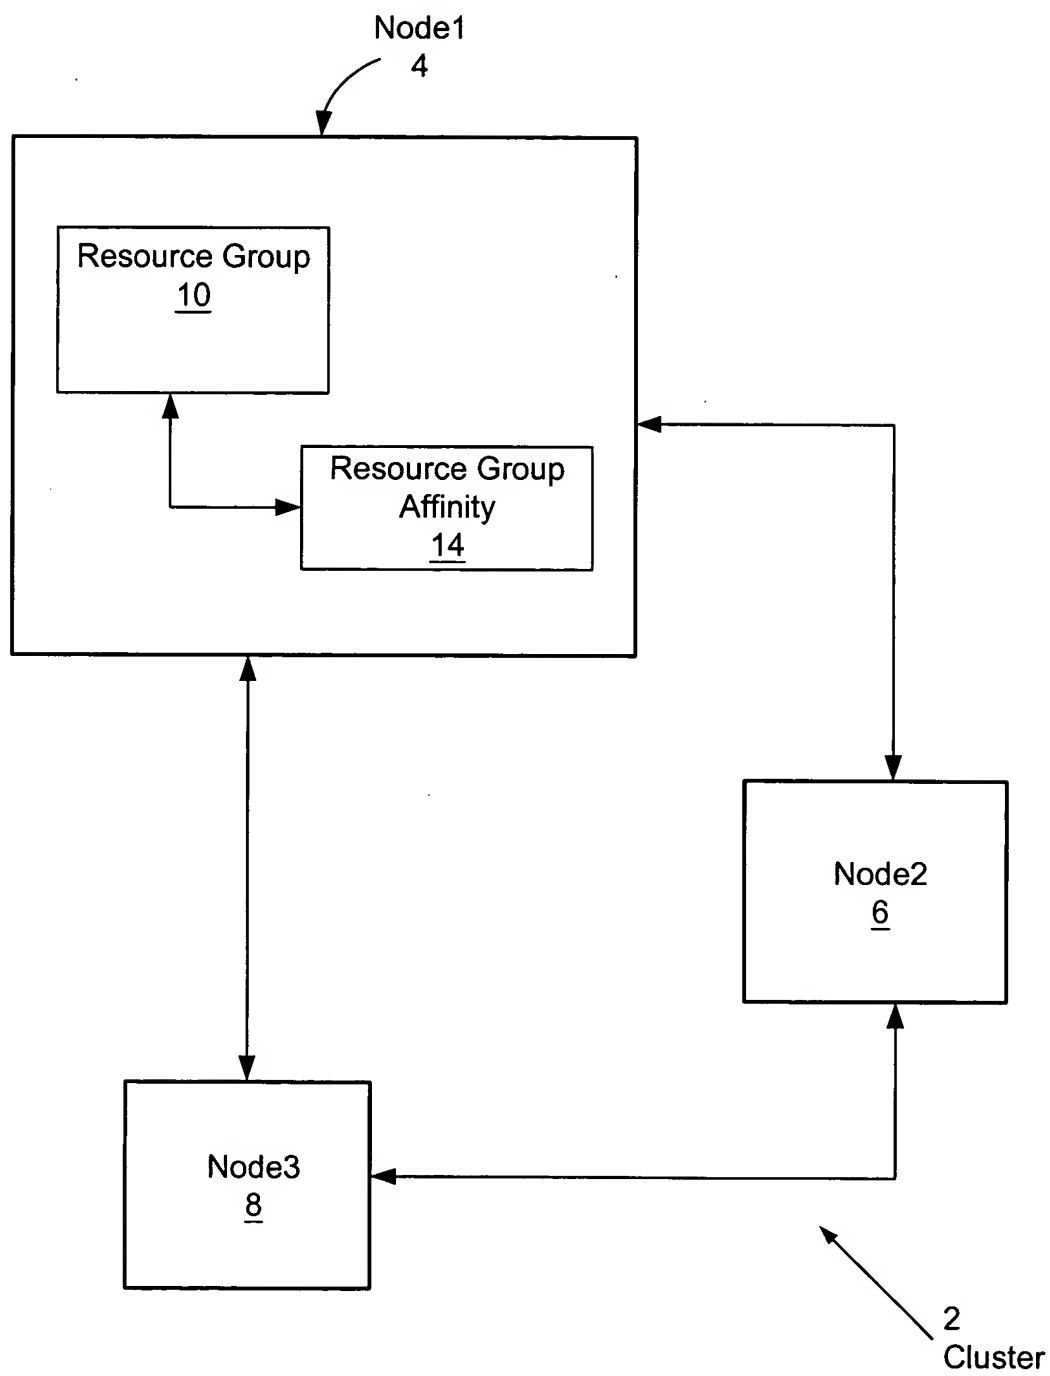 Node1
4
Resource Group
10
Resource Group
Affinity
14
Node2
6
Node3
8
2
Cluster